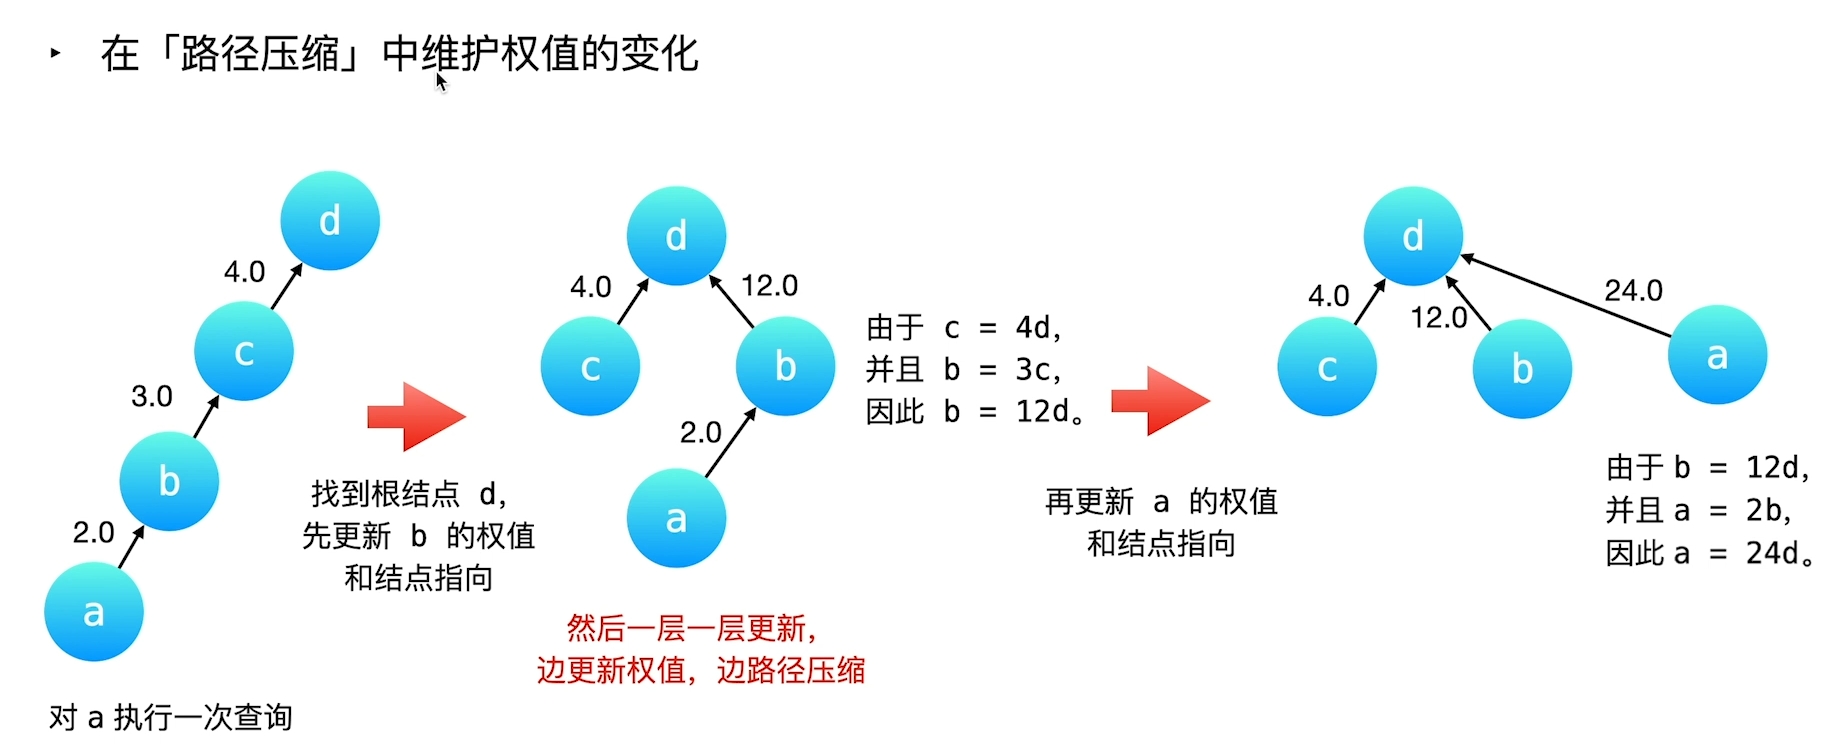 ‣ 在「路径压缩」中维护权值的变化
d
4.0
c
3.0
b
2.0
a
对 a 执行一次查询
找到根结点 d,
先更新 b 的权值
和结点指向
d
4.0
12.0
c
b
2.0
a
然后一层一层更新,
边更新权值, 边路径压缩
由于 c = 4d,
并且 b = 3c,
因此 b = 12d。
再更新 a 的权值
和结点指向
d
4.0
12.0
24.0
c
b
a
由于 b = 12d,
并且 a = 2b,
因此 a = 24d。